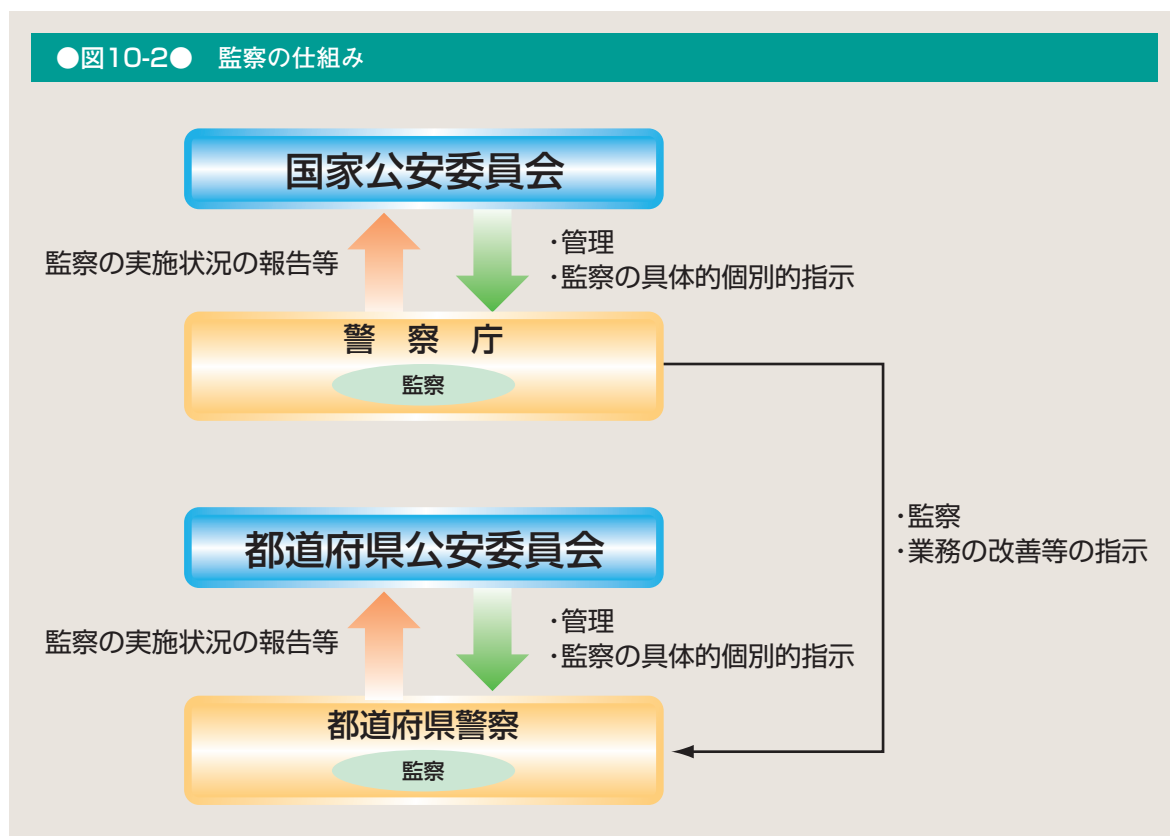 ●図10-2● 監察の仕組み
国家公安委員会
監察の実施状況の報告等
・管理
・監察の具体的個別的指示
警 察 庁
監察
・監察
・業務の改善等の指示
都道府県公安委員会
監察の実施状況の報告等
・管理
・監察の具体的個別的指示
都道府県警察
監察